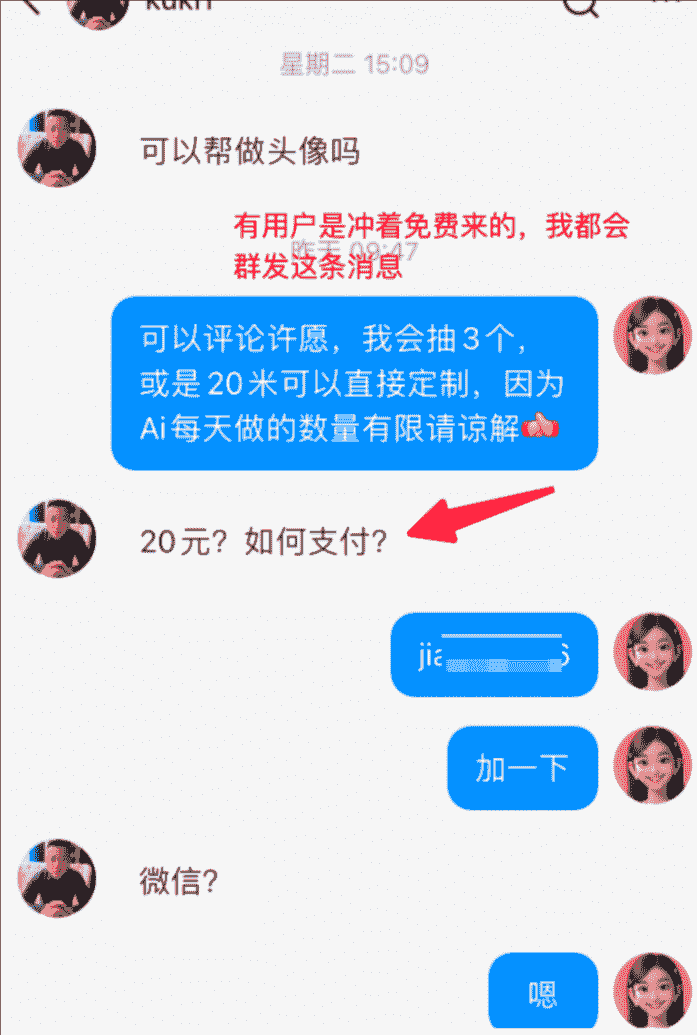 星期二 15:09
可以帮做头像吗
有用户是冲着免费来的，我都会
昨天 09:47
群发这条消息
可以评论许愿，我会抽3个，
或是20米可以直接定制，因为
Ai每天做的数量有限请谅解
20元？如何支付？
加一下
微信？
嗯